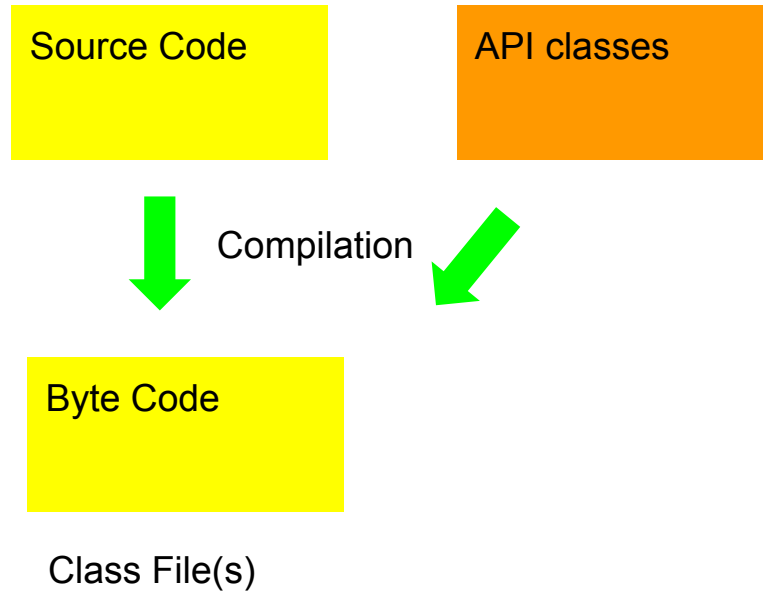 Source Code
API classes
Compilation
Byte Code
Class File(s)